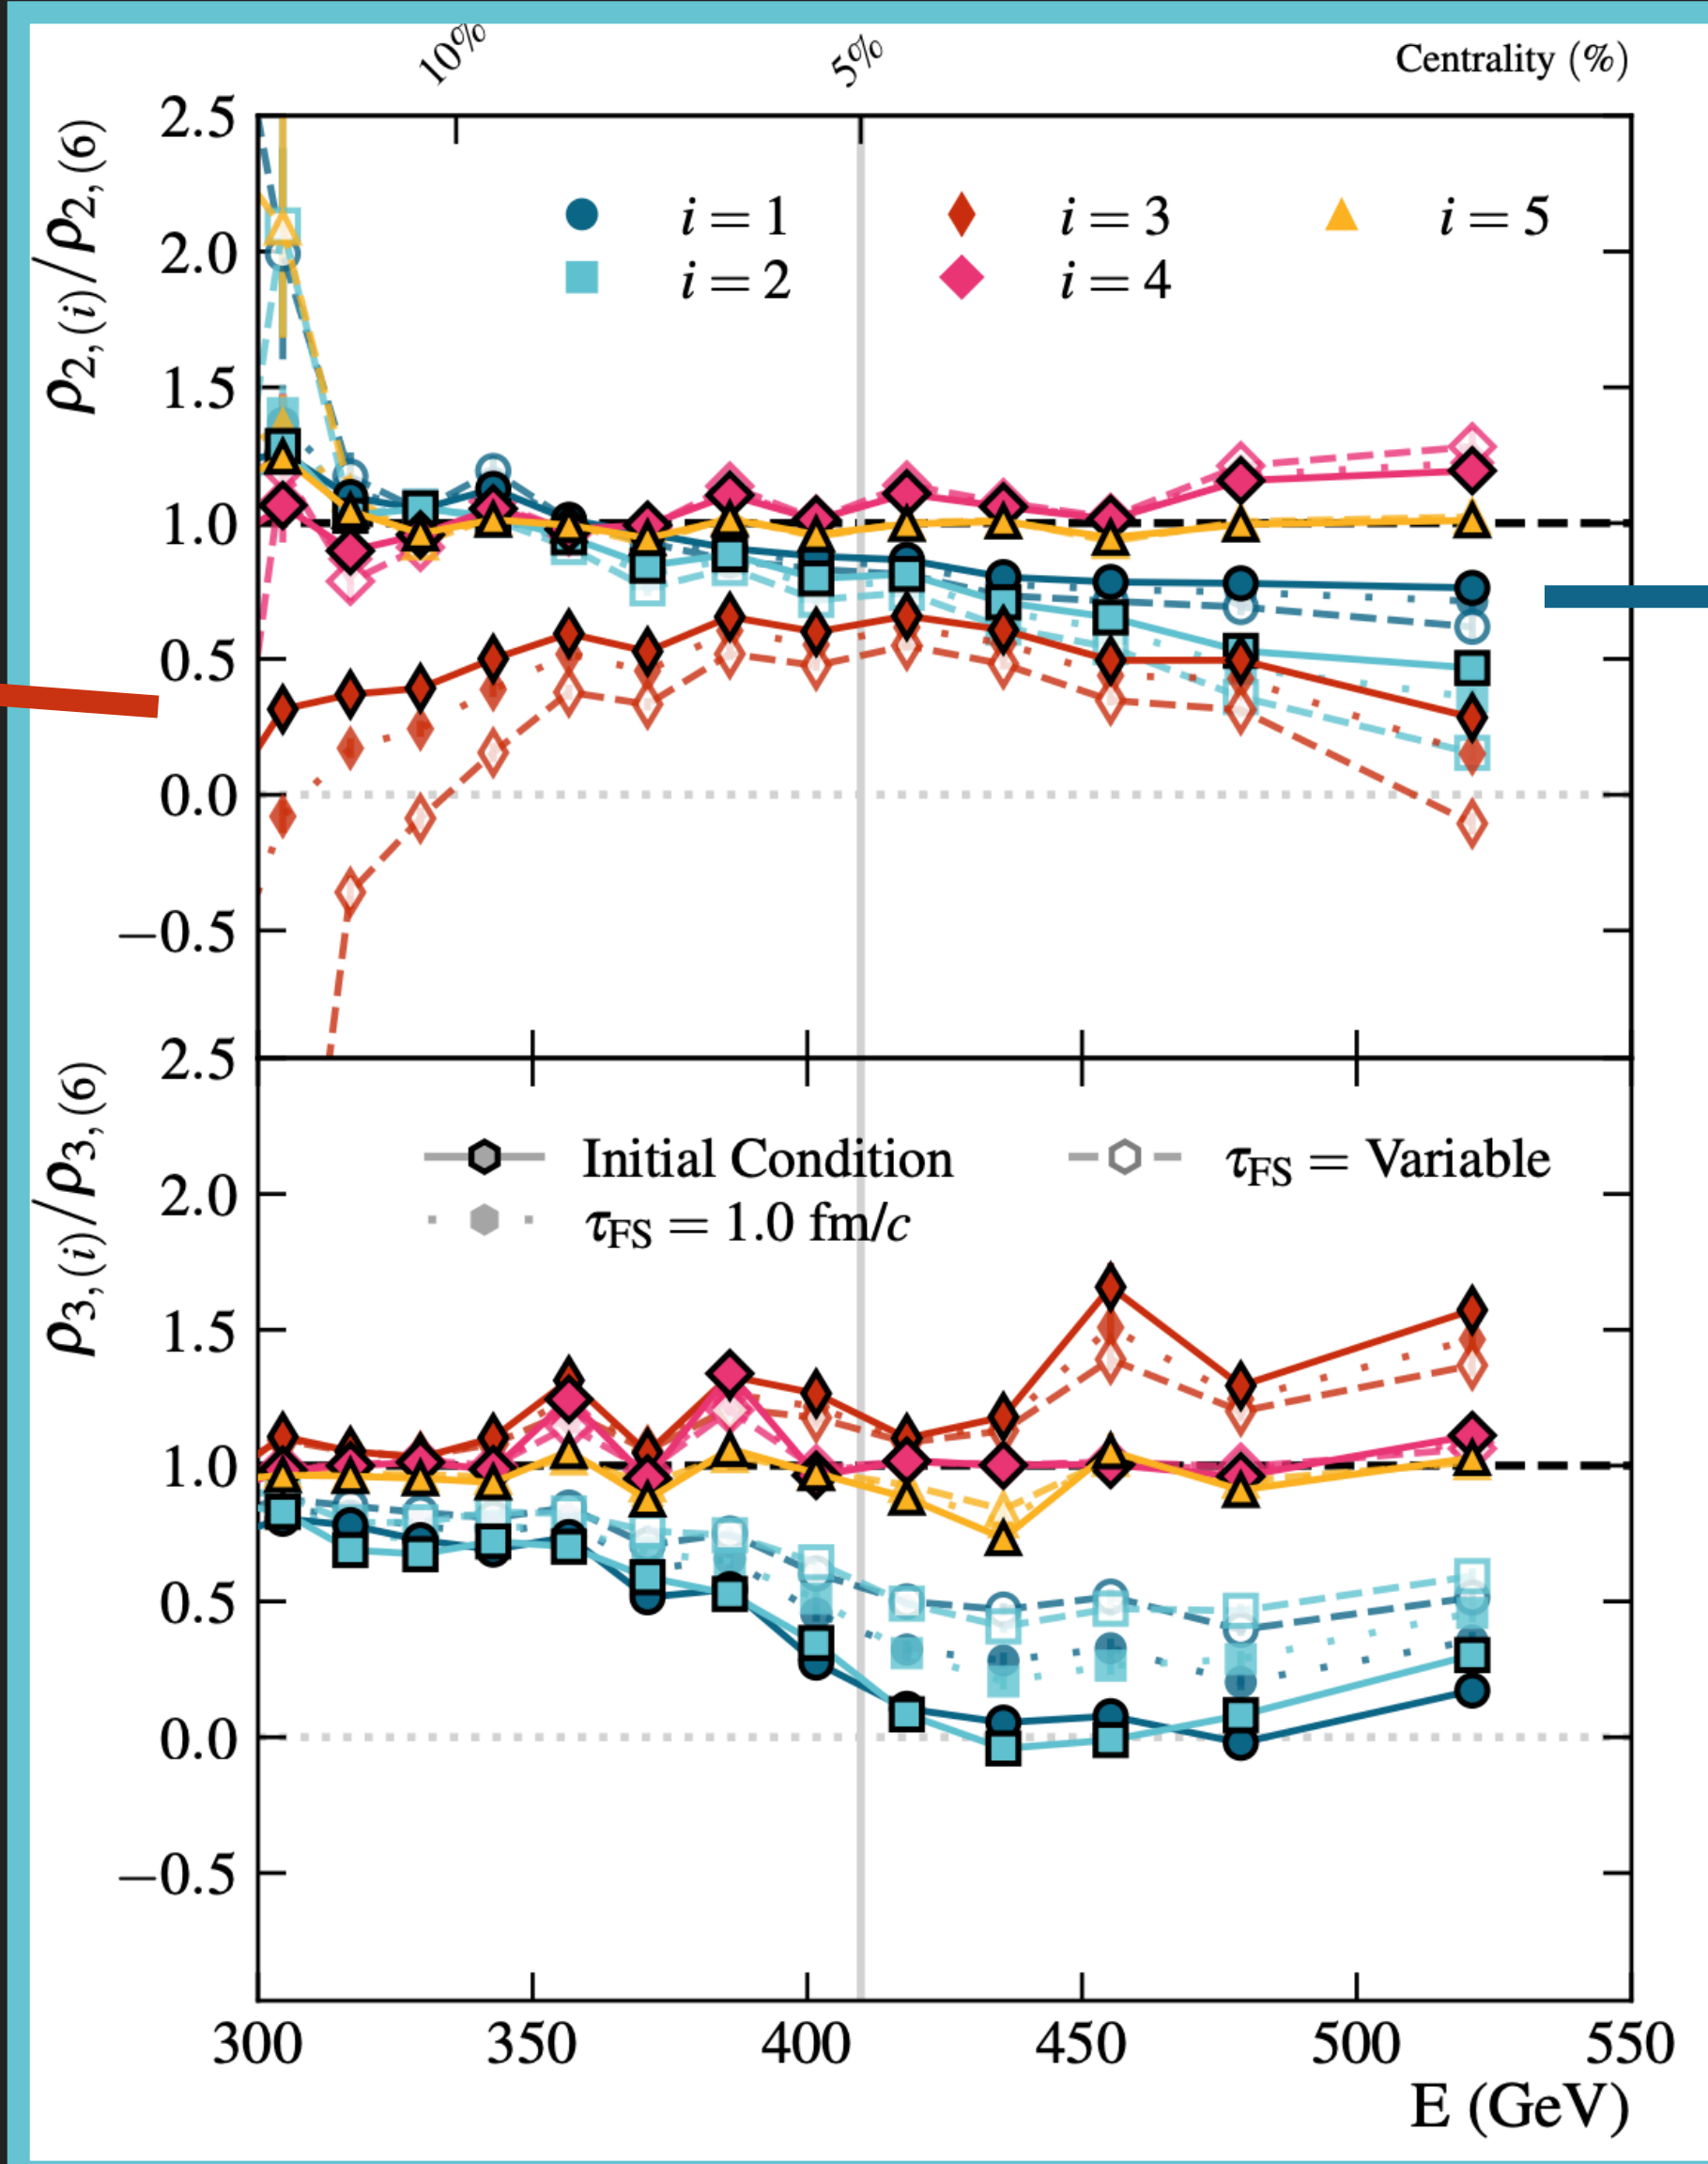 10% 5% Centrality (%)
ρ2,(i)/ρ2,(6)
2.5
2.0
1.5
1.0
0.5
0.0
−0.5
i = 1 i = 3 i = 5
i = 2 i = 4
ρ3,(i)/ρ3,(6)
2.5
2.0
1.5
1.0
0.5
0.0
−0.5
Initial Condition τFS = Variable
τFS = 1.0 fm/c
300 350 400 450 500 550
E (GeV)